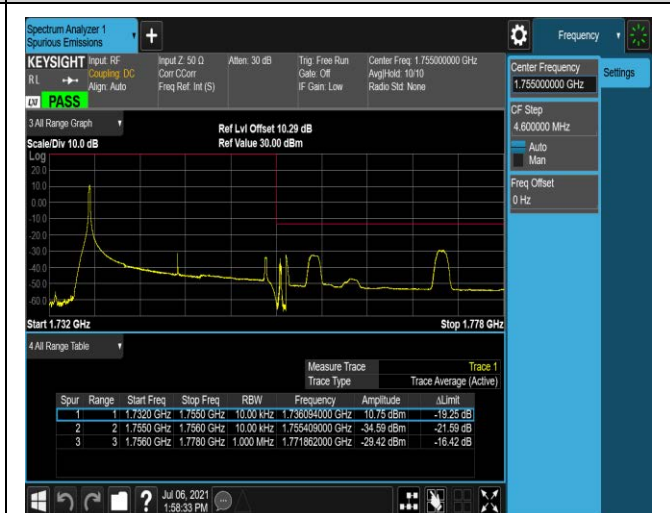 Spectrum Analyzer 1
Spurious Emissions
+
Frequency
KEYSIGHT Input: RF Input Z: 50 Ω Atten: 30 dB Trig: Free Run Center Freq: 1.755000000 GHz
RL Coupling: DC Corr CCorr Gate: Off Avg|Hold: 10/10
Align: Auto Freq Ref: Int (S) IF Gain: Low Radio Std: None
LXI PASS
Center Frequency
1.755000000 GHz
Settings
CF Step
4.600000 MHz
Auto
Man
Freq Offset
0 Hz
3 All Range Graph
Ref Lvl Offset 10.29 dB
Scale/Div 10.0 dB Ref Value 30.00 dBm
Log
20.0
10.0
0.00
-10.0
-20.0
-30.0
-40.0
-50.0
-60.0
Start 1.732 GHz Stop 1.778 GHz
4 All Range Table
Measure Trace Trace 1
Trace Type Trace Average (Active)
Spur Range Start Freq Stop Freq RBW Frequency Amplitude ΔLimit
1 1 1.7320 GHz 1.7550 GHz 10.00 kHz 1.736094000 GHz 10.75 dBm -19.25 dB
2 2 1.7550 GHz 1.7560 GHz 10.00 kHz 1.755409000 GHz -34.59 dBm -21.59 dB
3 3 1.7560 GHz 1.7780 GHz 1.000 MHz 1.771862000 GHz -29.42 dBm -16.42 dB
? Jul 06, 2021
1:58:33 PM